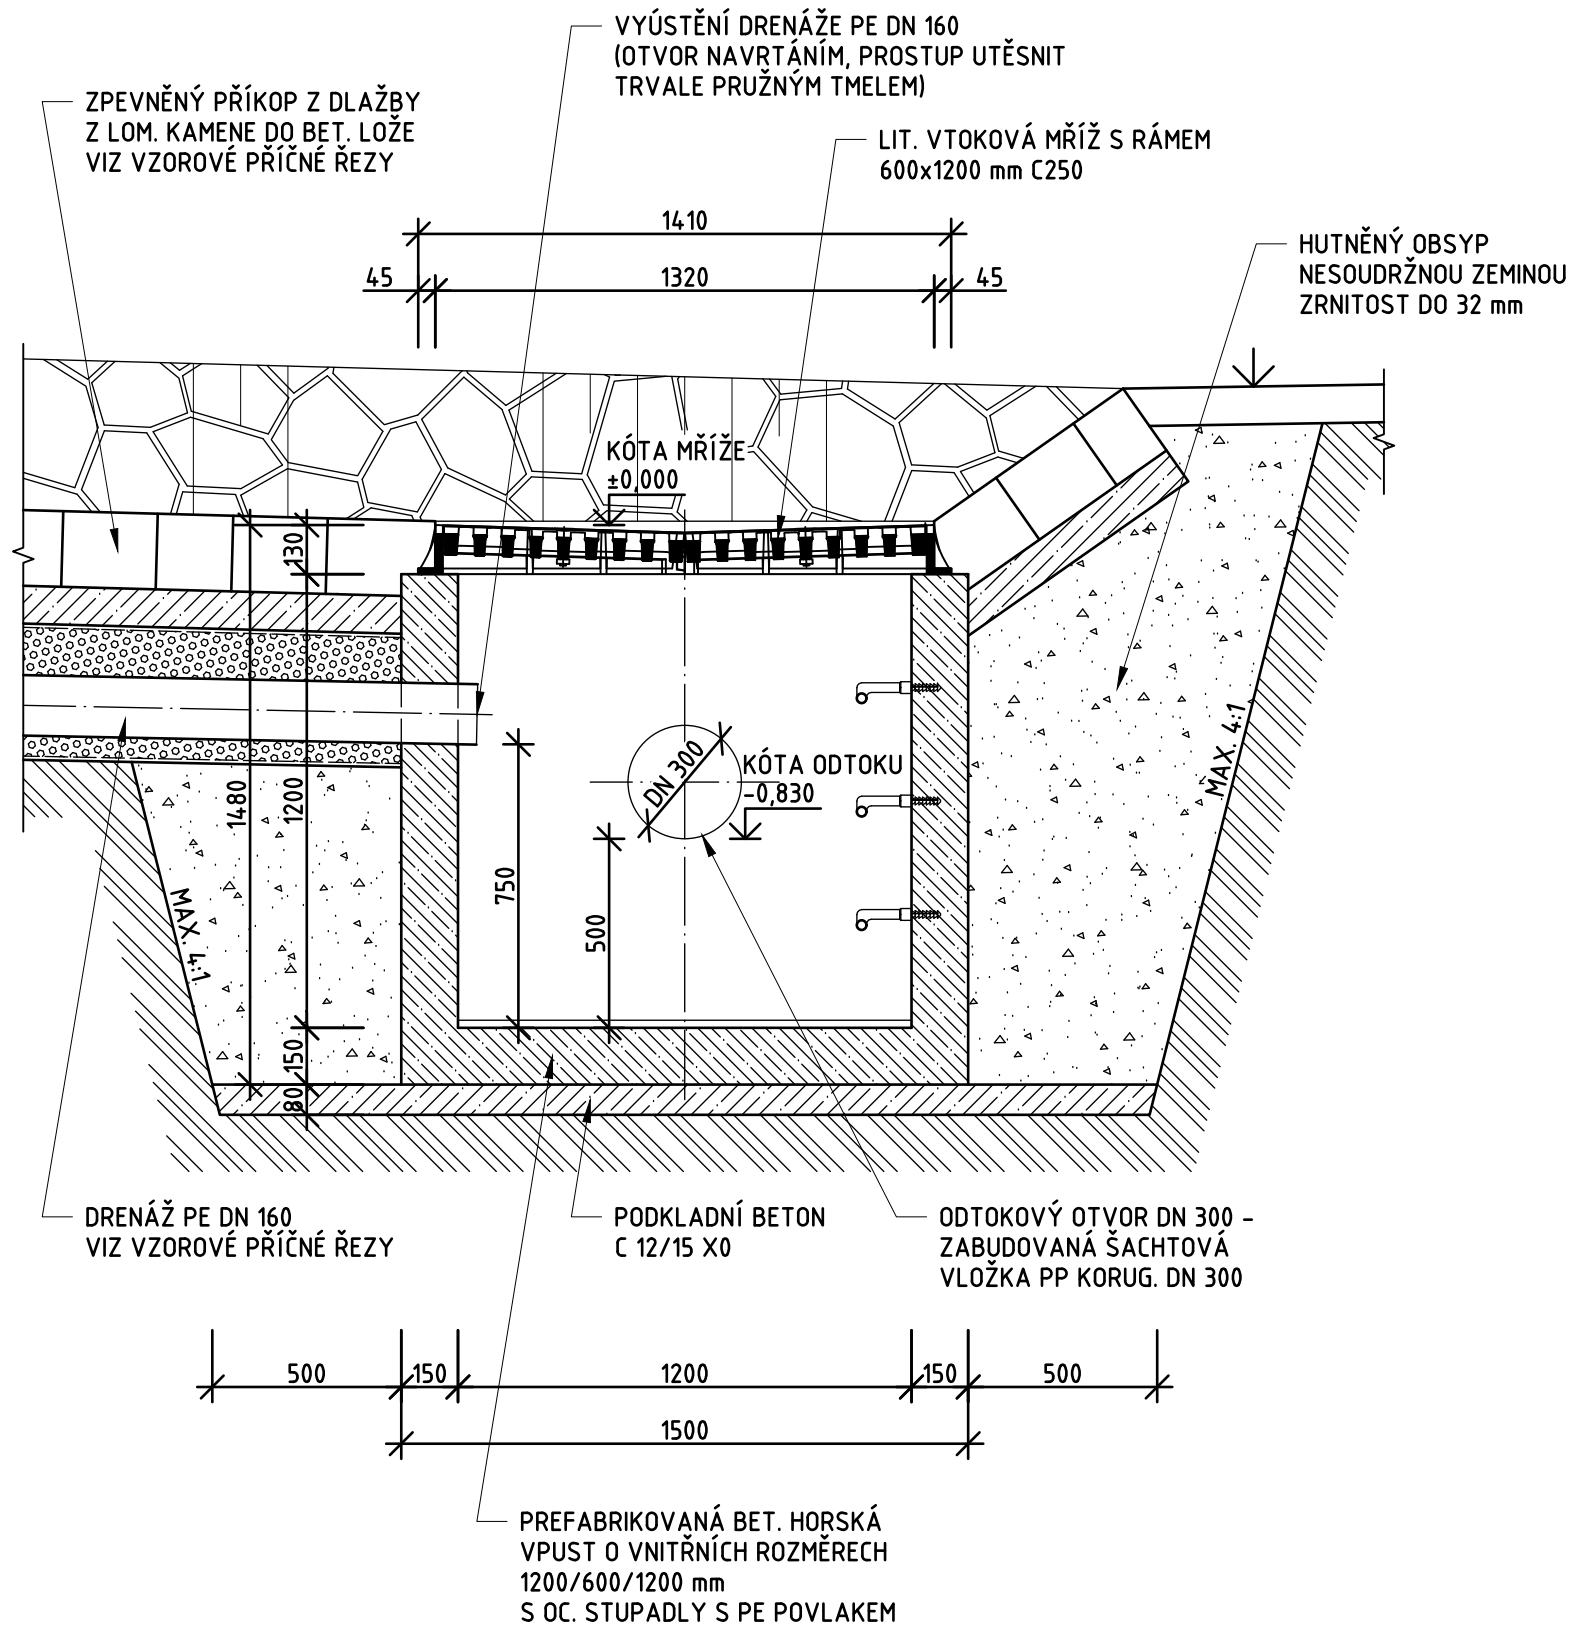 VYÚSTĚNÍ DRENÁŽE PE DN 160
(OTVOR NAVRTÁNÍM, PROSTUP UTĚSNIT
TRVALE PRUŽNÝM TMELEM)
ZPEVNĚNÝ PŘÍKOP Z DLAŽBY
Z LOM. KAMENE DO BET. LOŽE
VIZ VZOROVÉ PŘÍČNÉ ŘEZY
LIT. VTOKOVÁ MŘÍŽ S RÁMEM
600x1200 mm C250
1410
HUTNĚNÝ OBSYP
NESOUDRŽNOU ZEMINOU
ZRNITOST DO 32 mm
45
1320
45
KÓTA MŘÍŽE
±0,000
130
1480
1200
DN 300
KÓTA ODTOKU
-0,830
MAX. 4:1
750
500
MAX. 4:1
150
80
DRENÁŽ PE DN 160
VIZ VZOROVÉ PŘÍČNÉ ŘEZY
PODKLADNÍ BETON
C 12/15 X0
ODTOKOVÝ OTVOR DN 300 -
ZABUDOVANÁ ŠACHTOVÁ
VLOŽKA PP KORUG. DN 300
500
150
1200
150
500
1500
PREFABRIKOVANÁ BET. HORSKÁ
VPUST O VNITŘNÍCH ROZMĚRECH
1200/600/1200 mm
S OC. STUPADLY S PE POVLAKEM